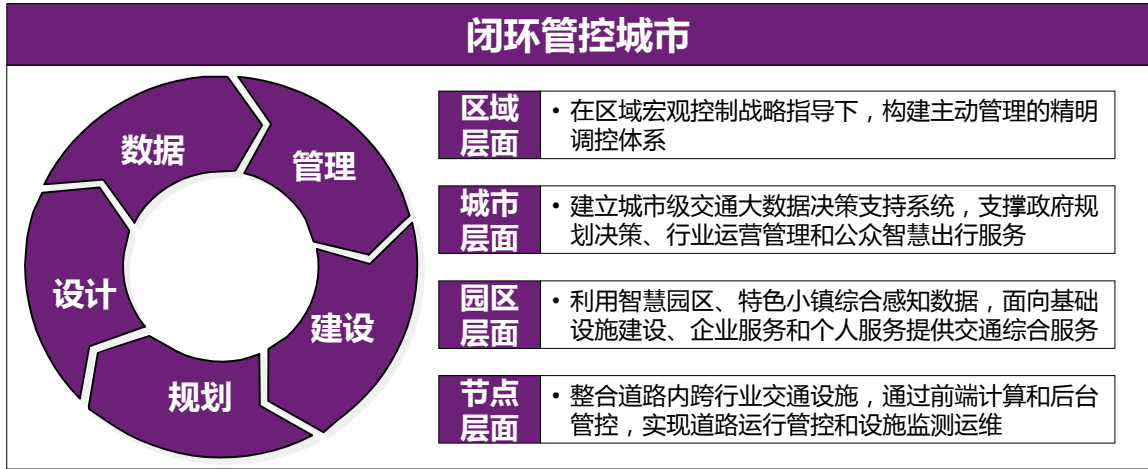 闭环管控城市
数据
管理
设计
建设
规划
区域
层面
• 在区域宏观控制战略指导下，构建主动管理的精明
调控体系
城市
层面
• 建立城市级交通大数据决策支持系统，支撑政府规
划决策、行业运营管理和公众智慧出行服务
园区
层面
• 利用智慧园区、特色小镇综合感知数据，面向基础
设施建设、企业服务和个人服务提供交通综合服务
节点
层面
• 整合道路内跨行业交通设施，通过前端计算和后台
管控，实现道路运行管控和设施监测运维